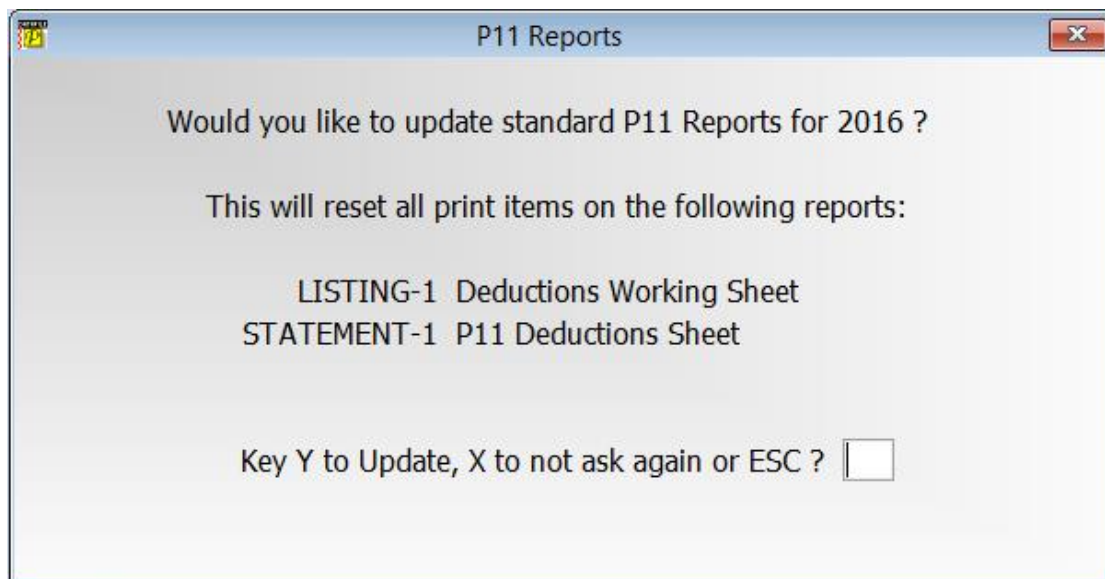 P11 Reports
Would you like to update standard P11 Reports for 2016 ?
This will reset all print items on the following reports:
LISTING-1 Deductions Working Sheet
STATEMENT-1 P11 Deductions Sheet
Key Y to Update, X to not ask again or ESC ?